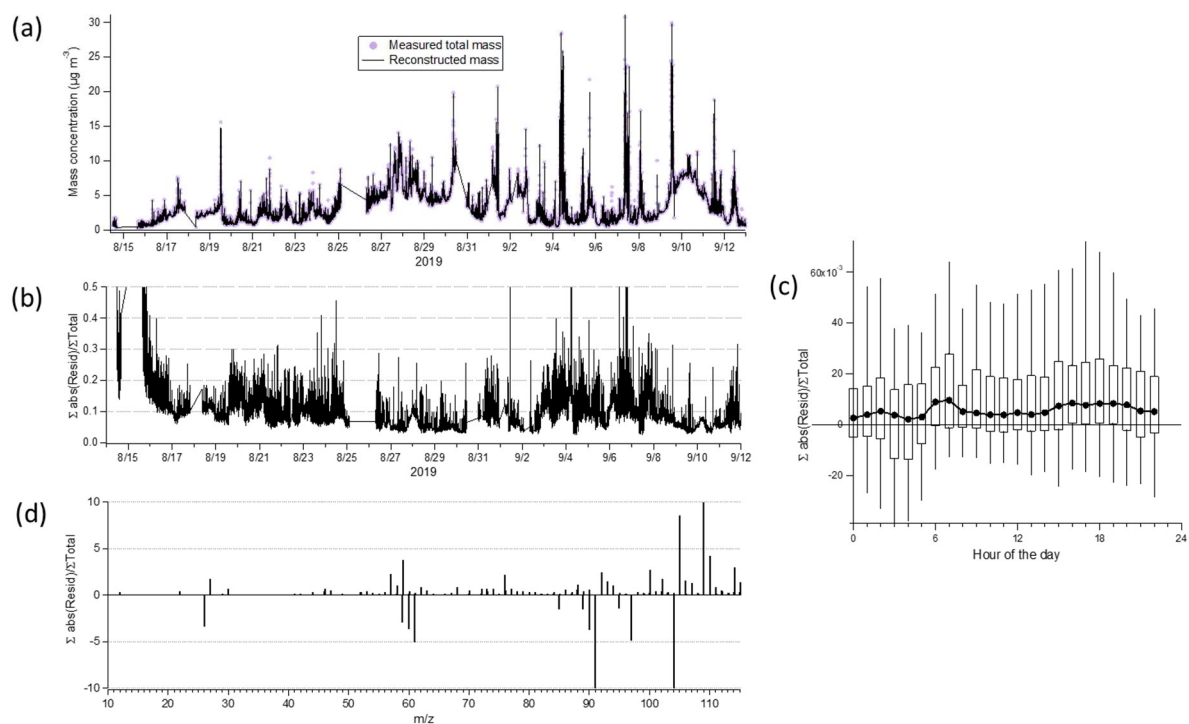 (a)
Mass concentration (µg m⁻³)
30
25
20
15
10
5
0
Measured total mass
Reconstructed mass
8/15 8/17 8/19 8/21 8/23 8/25 8/27 8/29 8/31 9/2 9/4 9/6 9/8 9/10 9/12
2019
(b)
Σ abs(Resid)/ΣTotal
0.5
0.4
0.3
0.2
0.1
0.0
8/15 8/17 8/19 8/21 8/23 8/25 8/27 8/29 8/31 9/2 9/4 9/6 9/8 9/10 9/12
2019
(c)
Σ abs(Resid)/ΣTotal
60x10⁻³
40
20
0
-20
0 6 12 18 24
Hour of the day
(d)
Σ abs(Resid)/ΣTotal
10
5
0
-5
-10
10 20 30 40 50 60 70 80 90 100 110
m/z